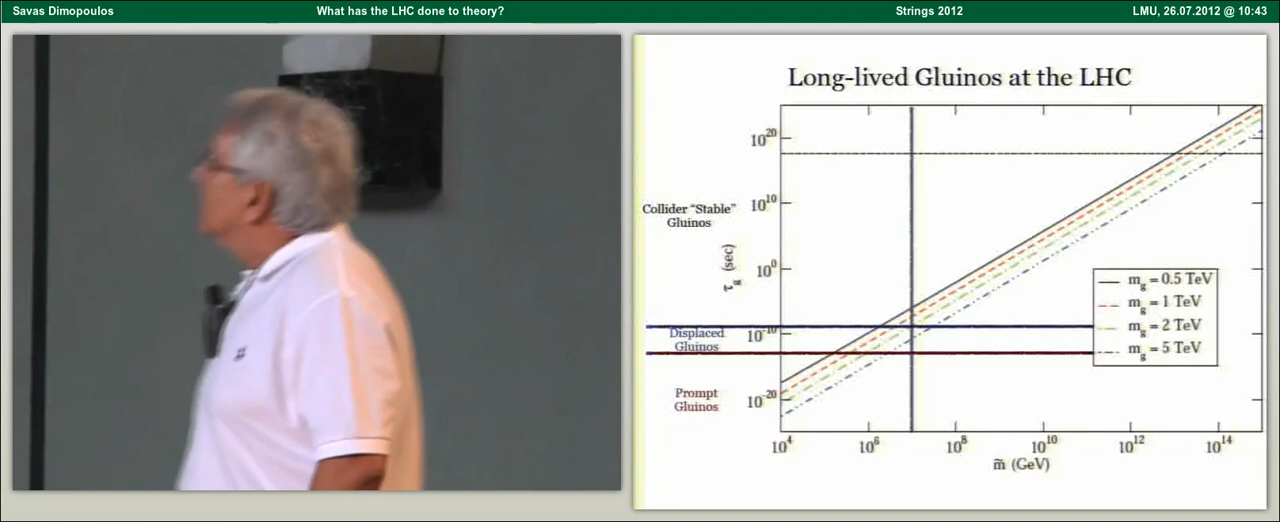 Savas Dimopoulos
What has the LHC done to theory?
Strings 2012
LMU, 26.07.2012 @ 10:43
Long-lived Gluinos at the LHC
10^20
Collider “Stable”
Gluinos
10^10
τ_g (sec)
10^0
m_g = 0.5 TeV
m_g = 1 TeV
m_g = 2 TeV
m_g = 5 TeV
Displaced
Gluinos
10^-10
Prompt
Gluinos
10^-20
10^4 10^6 10^8 10^10 10^12 10^14
m̃ (GeV)